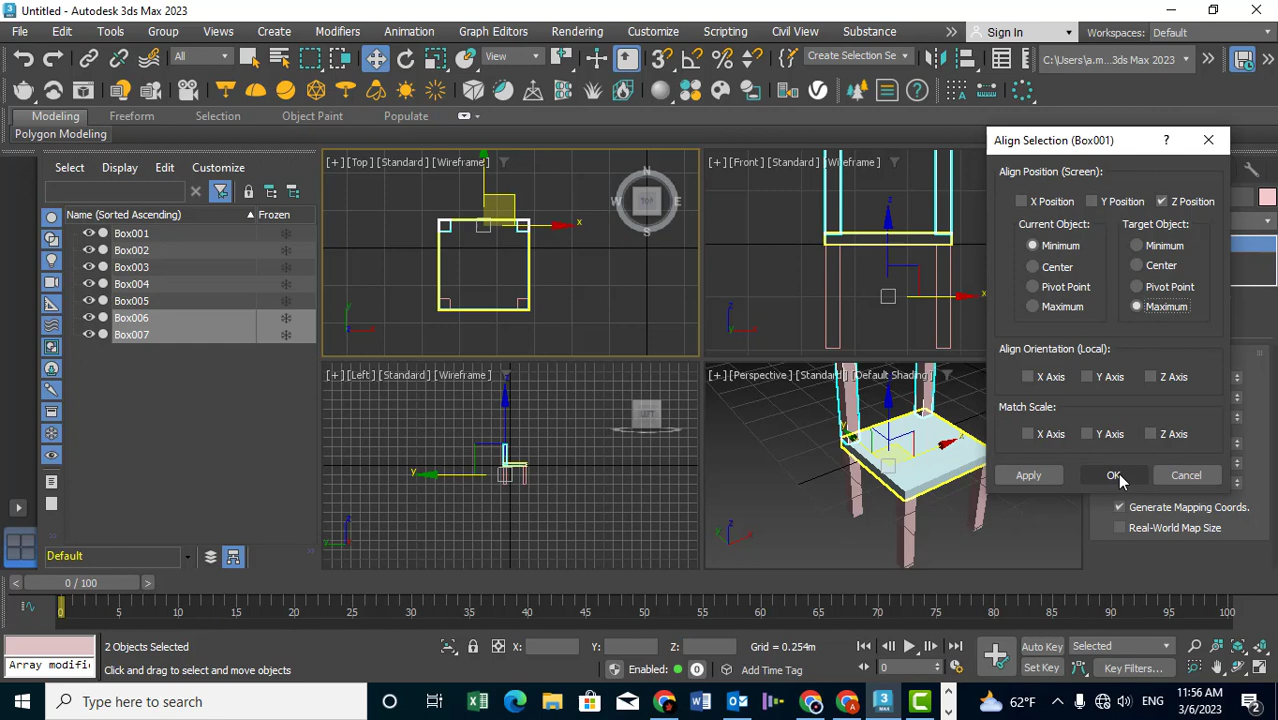 Untitled - Autodesk 3ds Max 2023
File Edit Tools Group Views Create Modifiers Animation Graph Editors Rendering Customize Scripting Civil View Substance Sign In Workspaces: Default
All View Create Selection Se C:\Users\a.m...3ds Max 2023
Modeling Freeform Selection Object Paint Populate
Polygon Modeling
Select Display Edit Customize
Name (Sorted Ascending) Frozen
Box001
Box002
Box003
Box004
Box005
Box006
Box007
Default
[+] [Top] [Standard] [Wireframe]
N
W TOP E
S
x
y
z
[+] [Front] [Standard] [Wireframe]
z
x
[+] [Left] [Standard] [Wireframe]
LEFT
z
y
[+] [Perspective] [Standard] [Default Shading]
z
x
y
Align Selection (Box001) ?
Align Position (Screen):
X Position Y Position Z Position
Current Object: Target Object:
Minimum Minimum
Center Center
Pivot Point Pivot Point
Maximum Maximum
Align Orientation (Local):
X Axis Y Axis Z Axis
Match Scale:
X Axis Y Axis Z Axis
Apply OK Cancel
Generate Mapping Coords.
Real-World Map Size
< 0 / 100 >
0 5 10 15 20 25 30 35 40 45 50 55 60 65 70 75 80 85 90 95 100
2 Objects Selected X: Y: Z: Grid = 0.254m Auto Key Selected
Array modifi Click and drag to select and move objects Enabled: 0 Add Time Tag 0 Set Key Key Filters...
Type here to search 62°F ENG 11:56 AM 3/6/2023 2